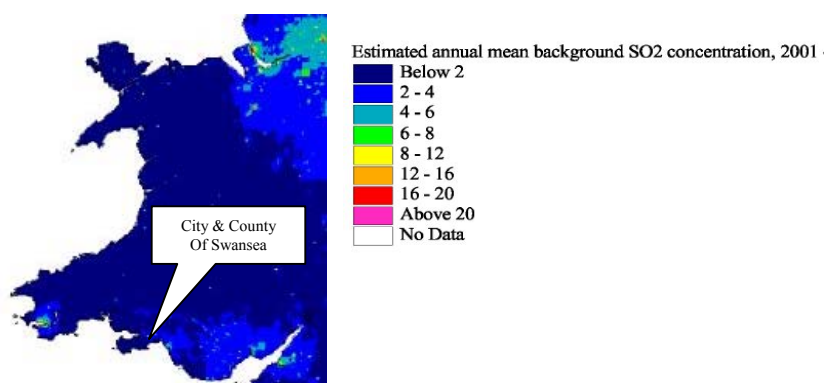 City & County
Of Swansea
Estimated annual mean background SO2 concentration, 2001 -
Below 2
2 - 4
4 - 6
6 - 8
8 - 12
12 - 16
16 - 20
Above 20
No Data